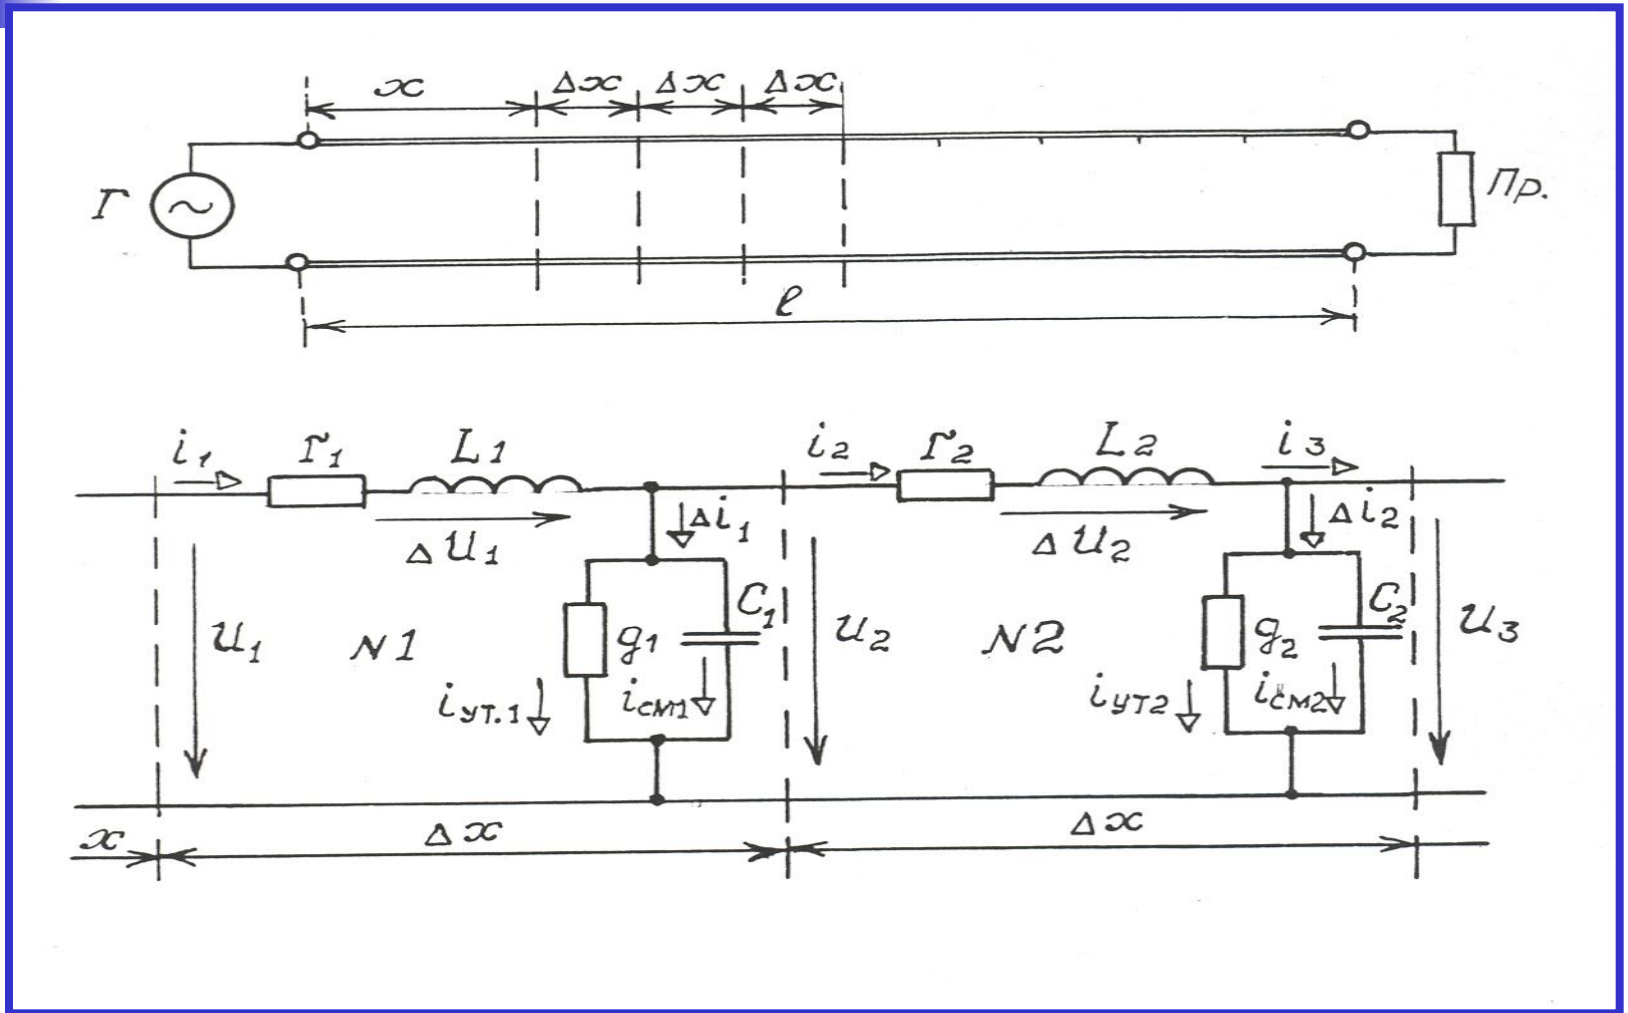 x Δx Δx Δx
Г Пр.
ℓ
i1 r1 L1 i2 r2 L2 i3
ΔU1 Δi1 ΔU2 Δi2
U1 N1 g1 C1 U2 N2 g2 C2 U3
iут.1 iсм1 iут2 iсм2
x Δx Δx